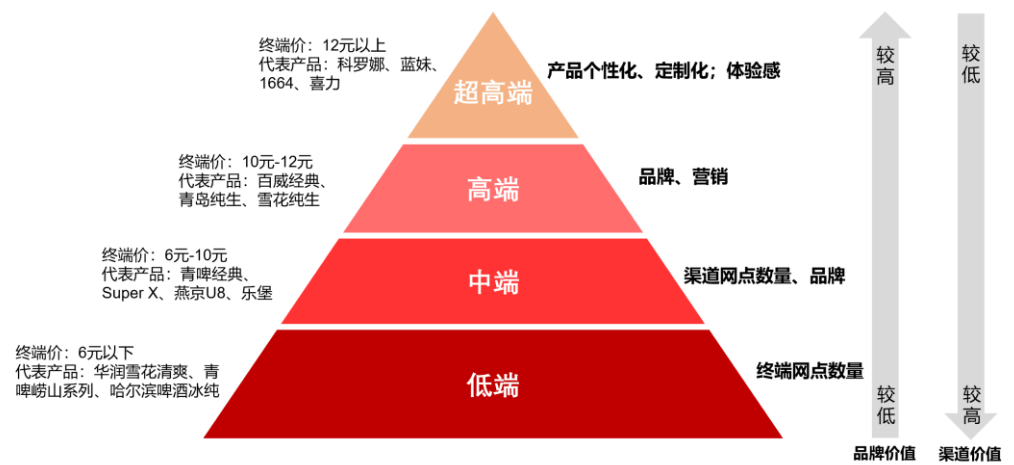 终端价：12元以上
代表产品：科罗娜、蓝妹、
1664、喜力
超高端
产品个性化、定制化；体验感
终端价：10元-12元
代表产品：百威经典、
青岛纯生、雪花纯生
高端
品牌、营销
终端价：6元-10元
代表产品：青啤经典、
Super X、燕京U8、乐堡
中端
渠道网点数量、品牌
终端价：6元以下
代表产品：华润雪花清爽、青
啤崂山系列、哈尔滨啤酒冰纯
低端
终端网点数量
较高
较低
品牌价值
较低
较高
渠道价值